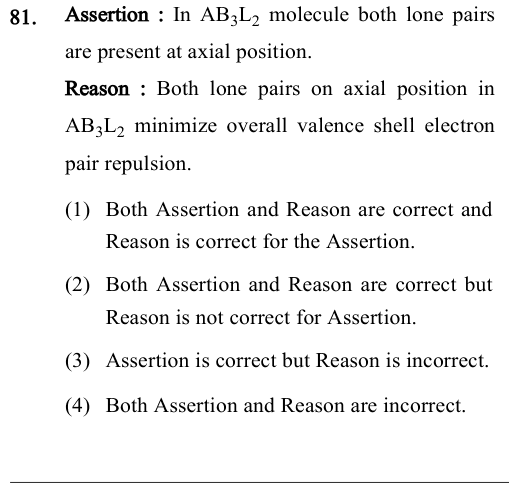 81. Assertion : In AB₃L₂ molecule both lone pairs
are present at axial position.
Reason : Both lone pairs on axial position in
AB₃L₂ minimize overall valence shell electron
pair repulsion.
(1) Both Assertion and Reason are correct and
Reason is correct for the Assertion.
(2) Both Assertion and Reason are correct but
Reason is not correct for Assertion.
(3) Assertion is correct but Reason is incorrect.
(4) Both Assertion and Reason are incorrect.